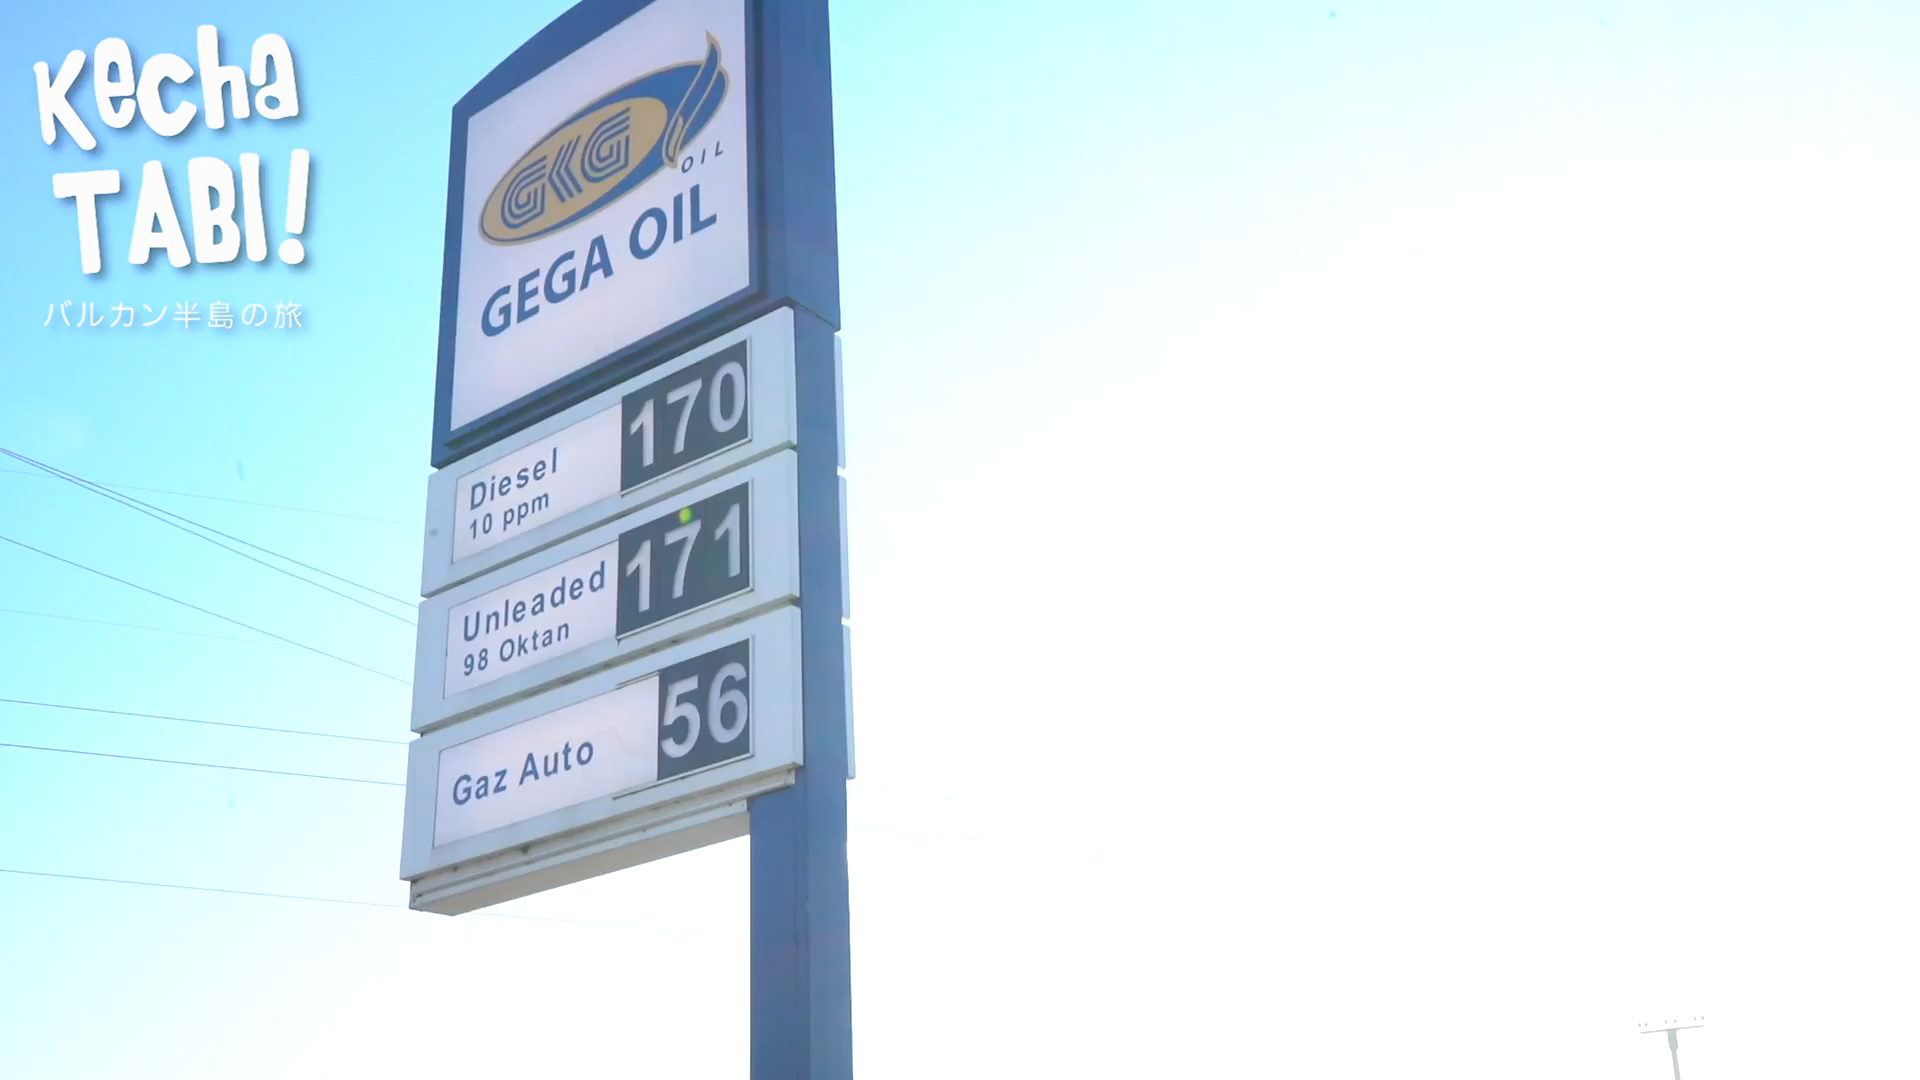 Kecha
TABI!
バルカン半島の旅
GKG
OIL
GEGA OIL
Diesel
10 ppm
170
Unleaded
98 Oktan
171
Gaz Auto
56